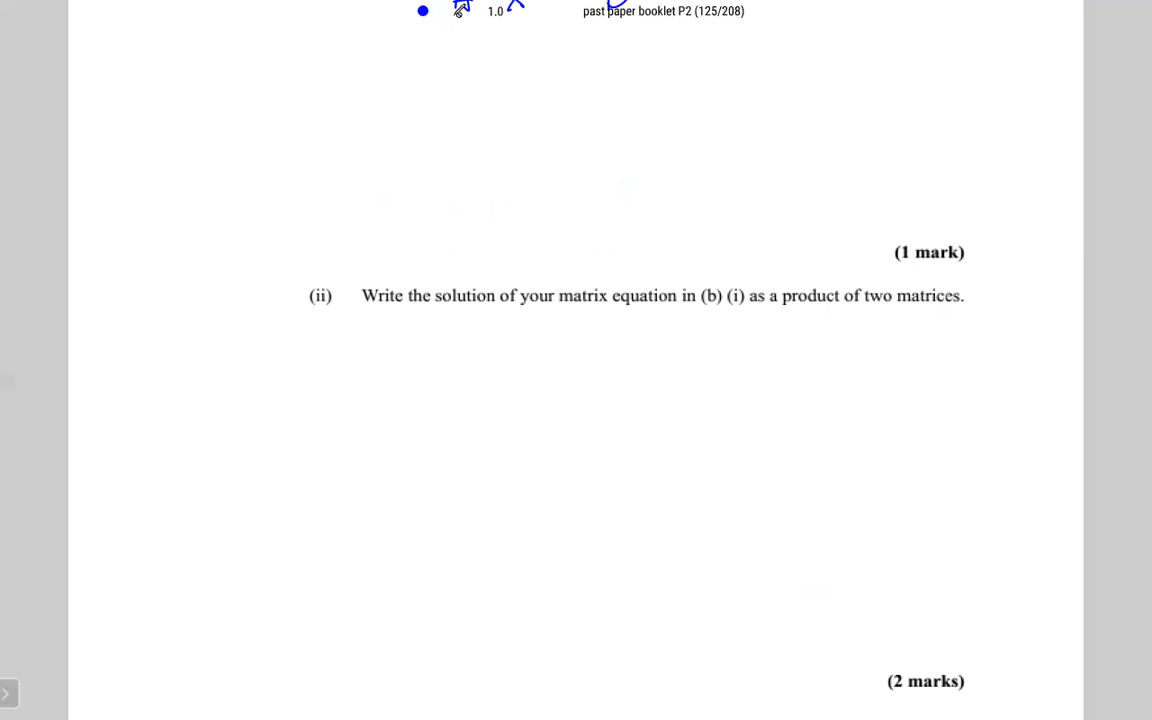 1.0 past paper booklet P2 (125/208)
(1 mark)
(ii) Write the solution of your matrix equation in (b) (i) as a product of two matrices.
(2 marks)